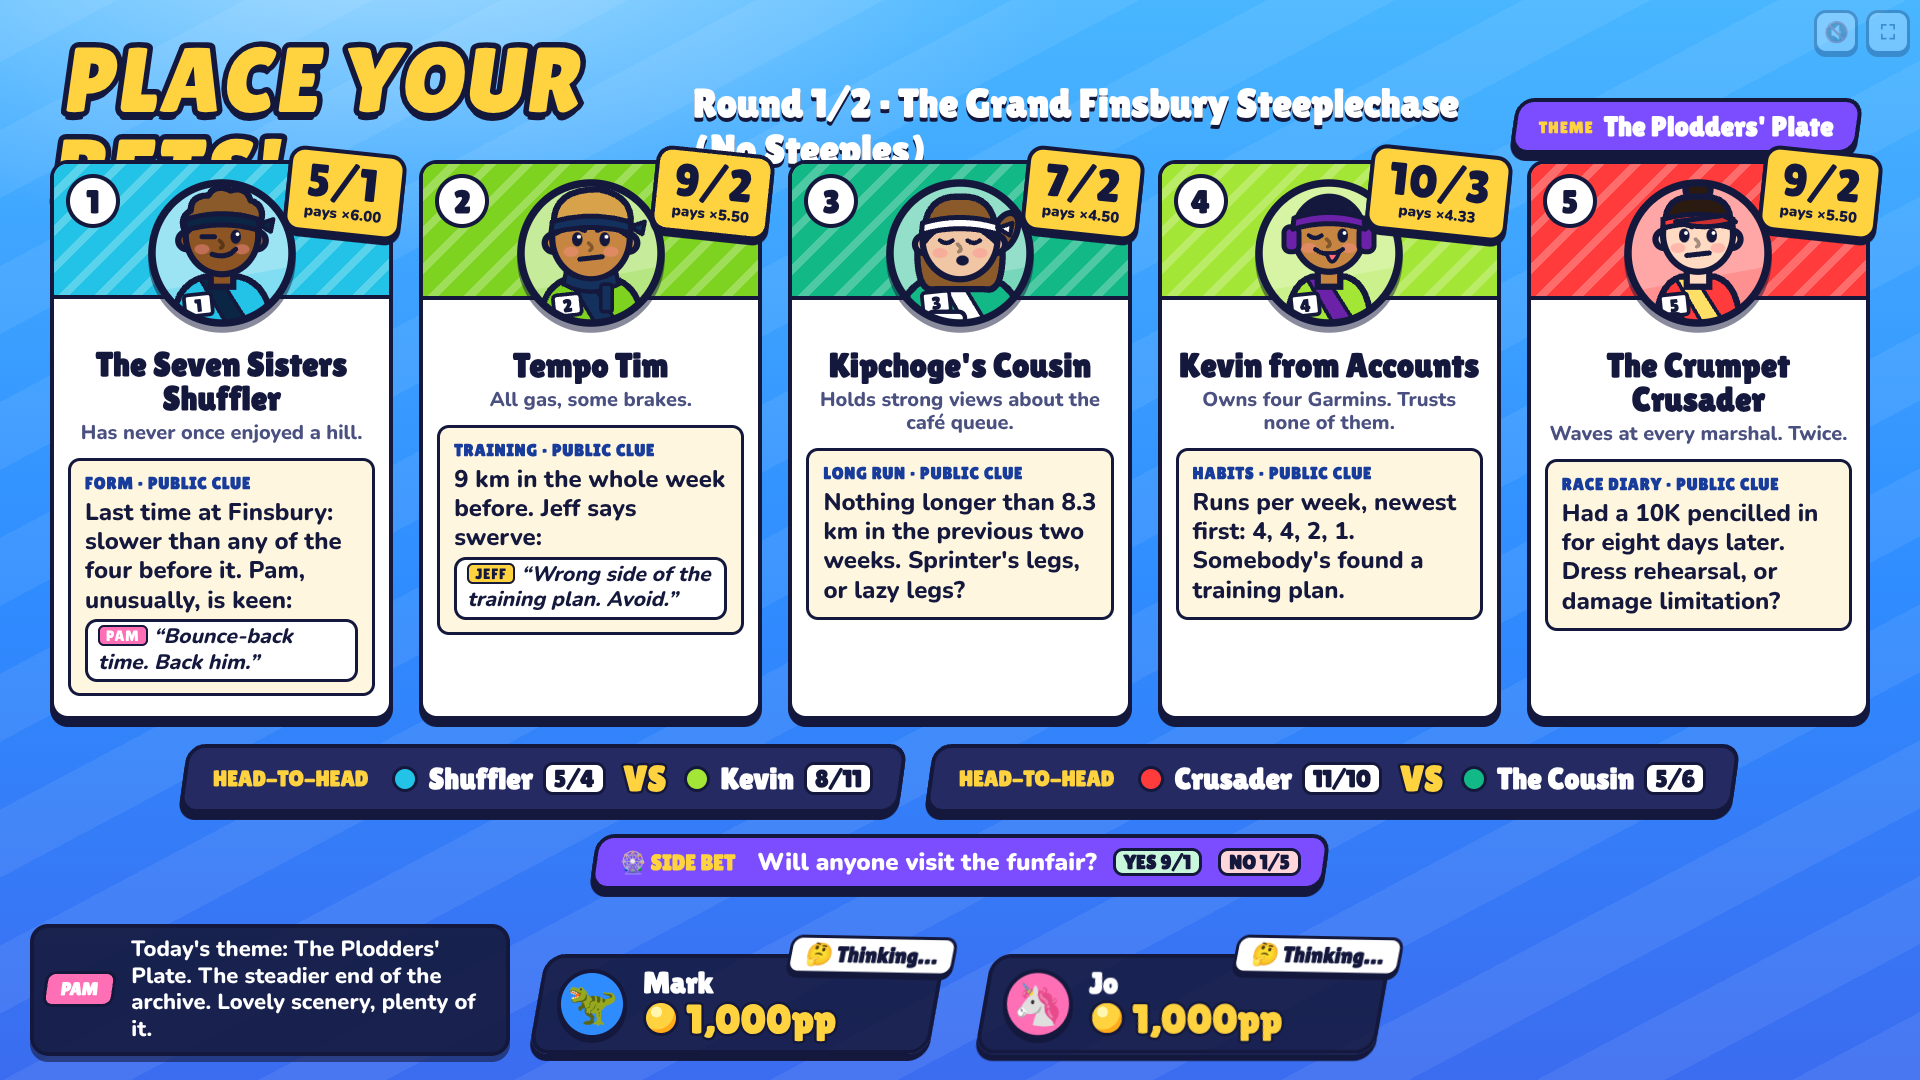 PLACE YOUR
BETS!
Round 1/2 · The Grand Finsbury Steeplechase
(No Steeples)
THEME The Plodders' Plate
1
5/1
pays ×6.00
1
The Seven Sisters
Shuffler
Has never once enjoyed a hill.
FORM · PUBLIC CLUE
Last time at Finsbury:
slower than any of the
four before it. Pam,
unusually, is keen:
PAM “Bounce-back
time. Back him.”
2
9/2
pays ×5.50
2
Tempo Tim
All gas, some brakes.
TRAINING · PUBLIC CLUE
9 km in the whole week
before. Jeff says
swerve:
JEFF “Wrong side of the
training plan. Avoid.”
3
7/2
pays ×4.50
3
Kipchoge's Cousin
Holds strong views about the
café queue.
LONG RUN · PUBLIC CLUE
Nothing longer than 8.3
km in the previous two
weeks. Sprinter's legs,
or lazy legs?
4
10/3
pays ×4.33
4
Kevin from Accounts
Owns four Garmins. Trusts
none of them.
HABITS · PUBLIC CLUE
Runs per week, newest
first: 4, 4, 2, 1.
Somebody's found a
training plan.
5
9/2
pays ×5.50
5
The Crumpet
Crusader
Waves at every marshal. Twice.
RACE DIARY · PUBLIC CLUE
Had a 10K pencilled in
for eight days later.
Dress rehearsal, or
damage limitation?
HEAD-TO-HEAD Shuffler 5/4 VS Kevin 8/11
HEAD-TO-HEAD Crusader 11/10 VS The Cousin 5/6
SIDE BET Will anyone visit the funfair? YES 9/1 NO 1/5
PAM
Today's theme: The Plodders'
Plate. The steadier end of the
archive. Lovely scenery, plenty of
it.
Thinking...
Mark
1,000pp
Thinking...
Jo
1,000pp